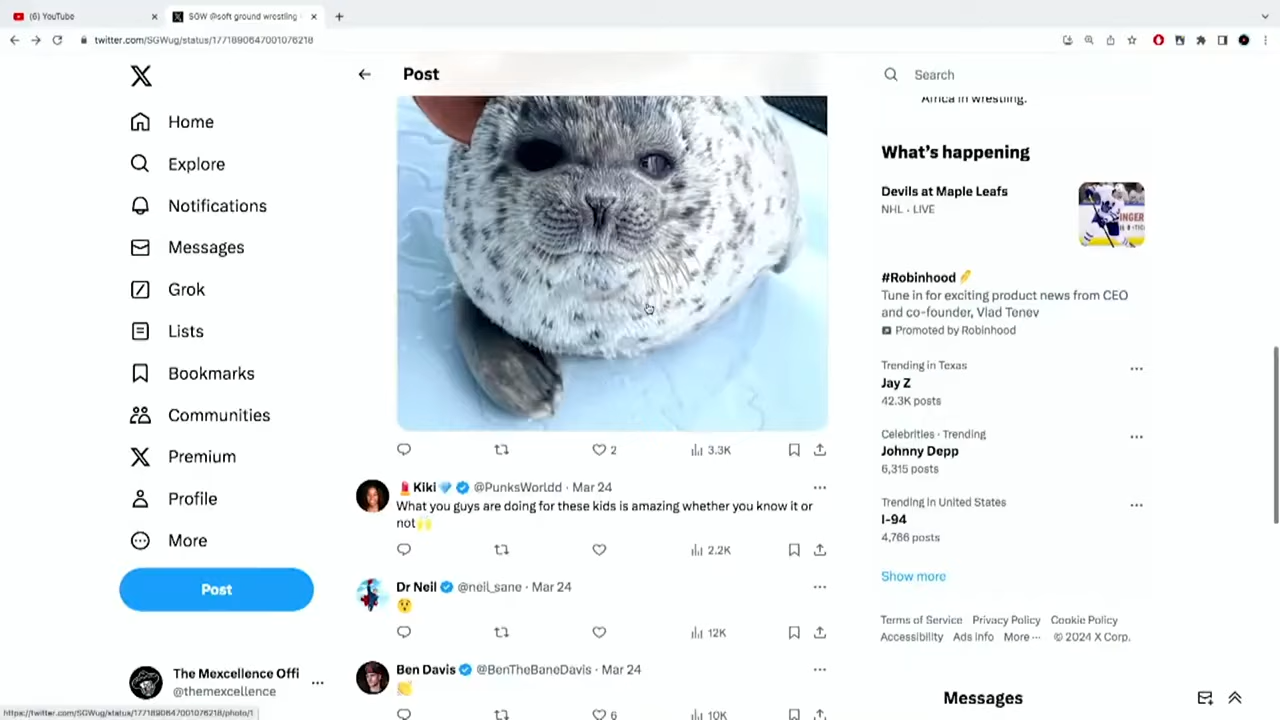 (6) YouTube
SGW @soft ground wrestling
twitter.com/SGWug/status/1771890647001076218
Post
Search
Africa in wrestling.
Home
Explore
Notifications
Messages
Grok
Lists
Bookmarks
Communities
Premium
Profile
More
Post
The Mexcellence Offi
@themexcellence
https://twitter.com/SGWug/status/1771890647001076218/photo/1
2
3.3K
Kiki @PunksWorldd · Mar 24
What you guys are doing for these kids is amazing whether you know it or
not
2.2K
Dr Neil @neil_sane · Mar 24
12K
Ben Davis @BenTheBaneDavis · Mar 24
6
10K
What's happening
Devils at Maple Leafs
NHL · LIVE
#Robinhood
Tune in for exciting product news from CEO
and co-founder, Vlad Tenev
Promoted by Robinhood
Trending in Texas
Jay Z
42.3K posts
Celebrities · Trending
Johnny Depp
6,315 posts
Trending in United States
I-94
4,766 posts
Show more
Terms of Service Privacy Policy Cookie Policy
Accessibility Ads info More ··· © 2024 X Corp.
Messages